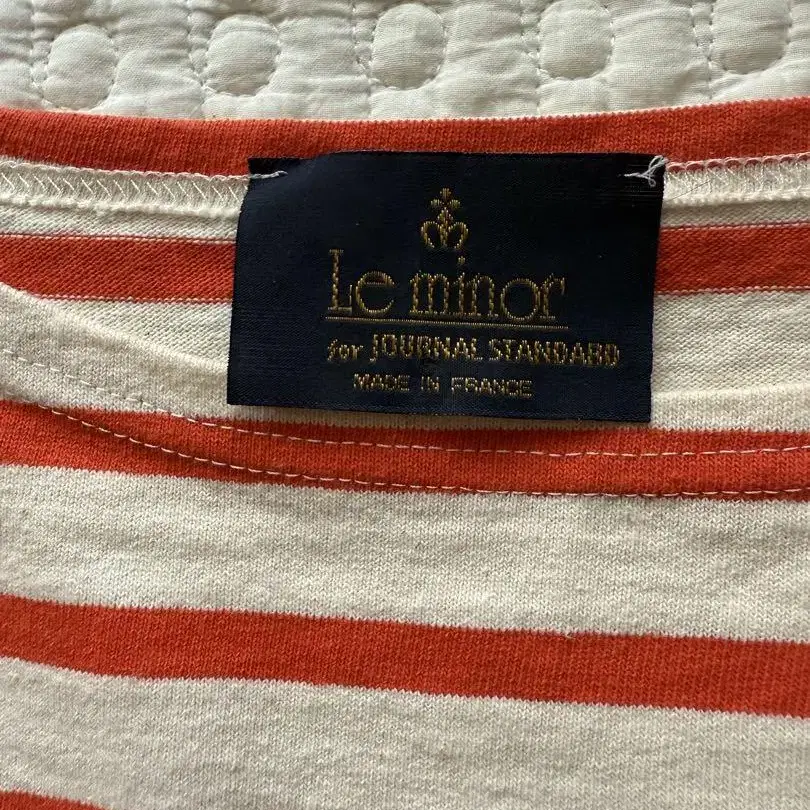 Le minor
for JOURNAL STANDARD
MADE IN FRANCE